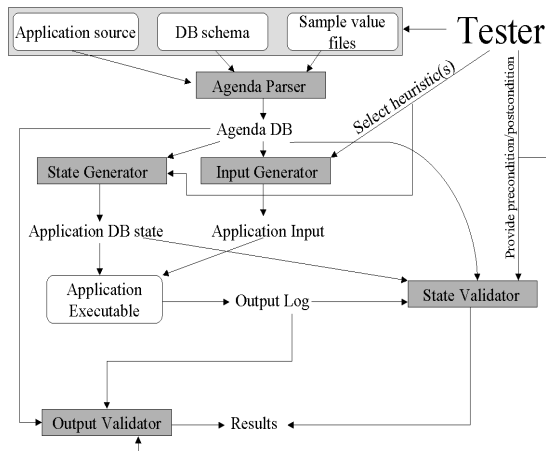 Application source
DB schema
Sample value
files
Tester
Agenda Parser
Select heuristic(s)
Provide precondition/postcondition
Agenda DB
State Generator
Input Generator
Application DB state
Application Input
Application
Executable
Output Log
State Validator
Output Validator
Results